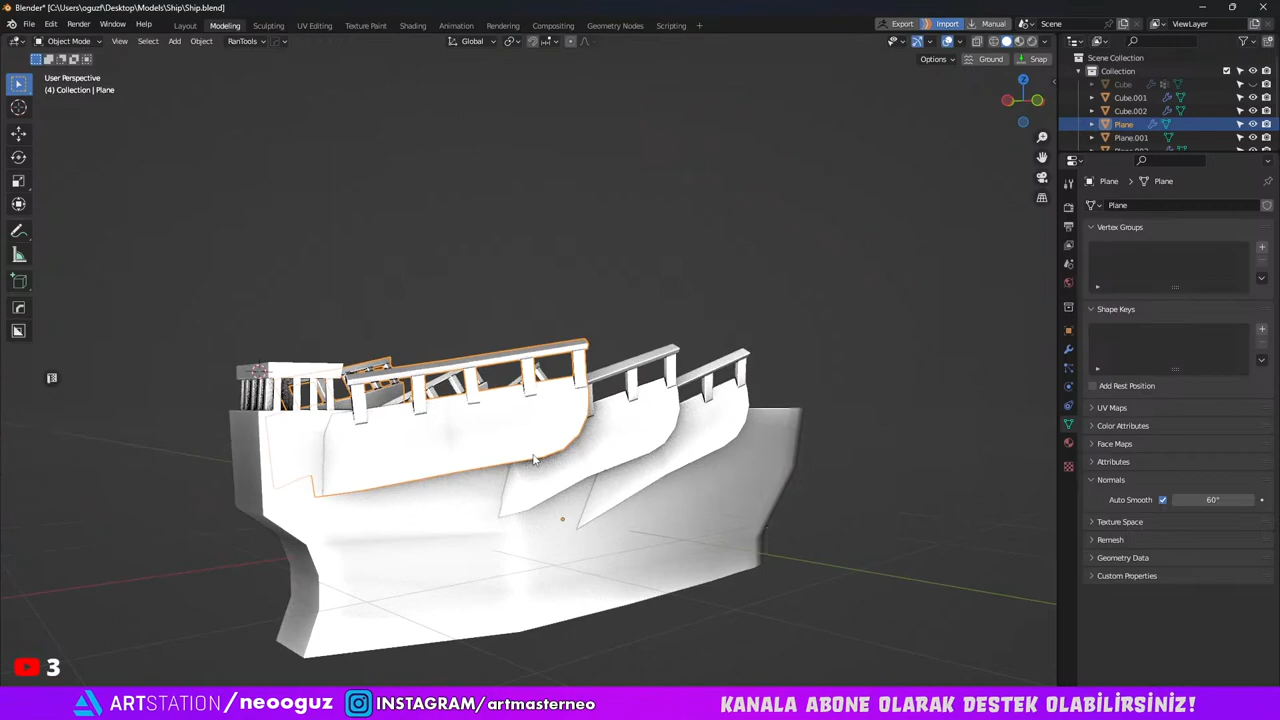 Blender* [C:\Users\oguzf\Desktop\Models\Ship\Ship.blend]
File Edit Render Window Help Layout Modeling Sculpting UV Editing Texture Paint Shading Animation Rendering Compositing Geometry Nodes Scripting + Export Import Manual Scene ViewLayer
Object Mode View Select Add Object RanTools Global
Options Ground Snap
User Perspective
(4) Collection | Plane
Z
Scene Collection
Collection
Cube
Cube.001
Cube.002
Plane
Plane.001
Plane > Plane
Plane
Vertex Groups
Shape Keys
Add Rest Position
UV Maps
Color Attributes
Face Maps
Attributes
Normals
Auto Smooth 60°
Texture Space
Remesh
Geometry Data
Custom Properties
3
ARTSTATION/neooguz INSTAGRAM/artmasterneo KANALA ABONE OLARAK DESTEK OLABİLİRSİNİZ!